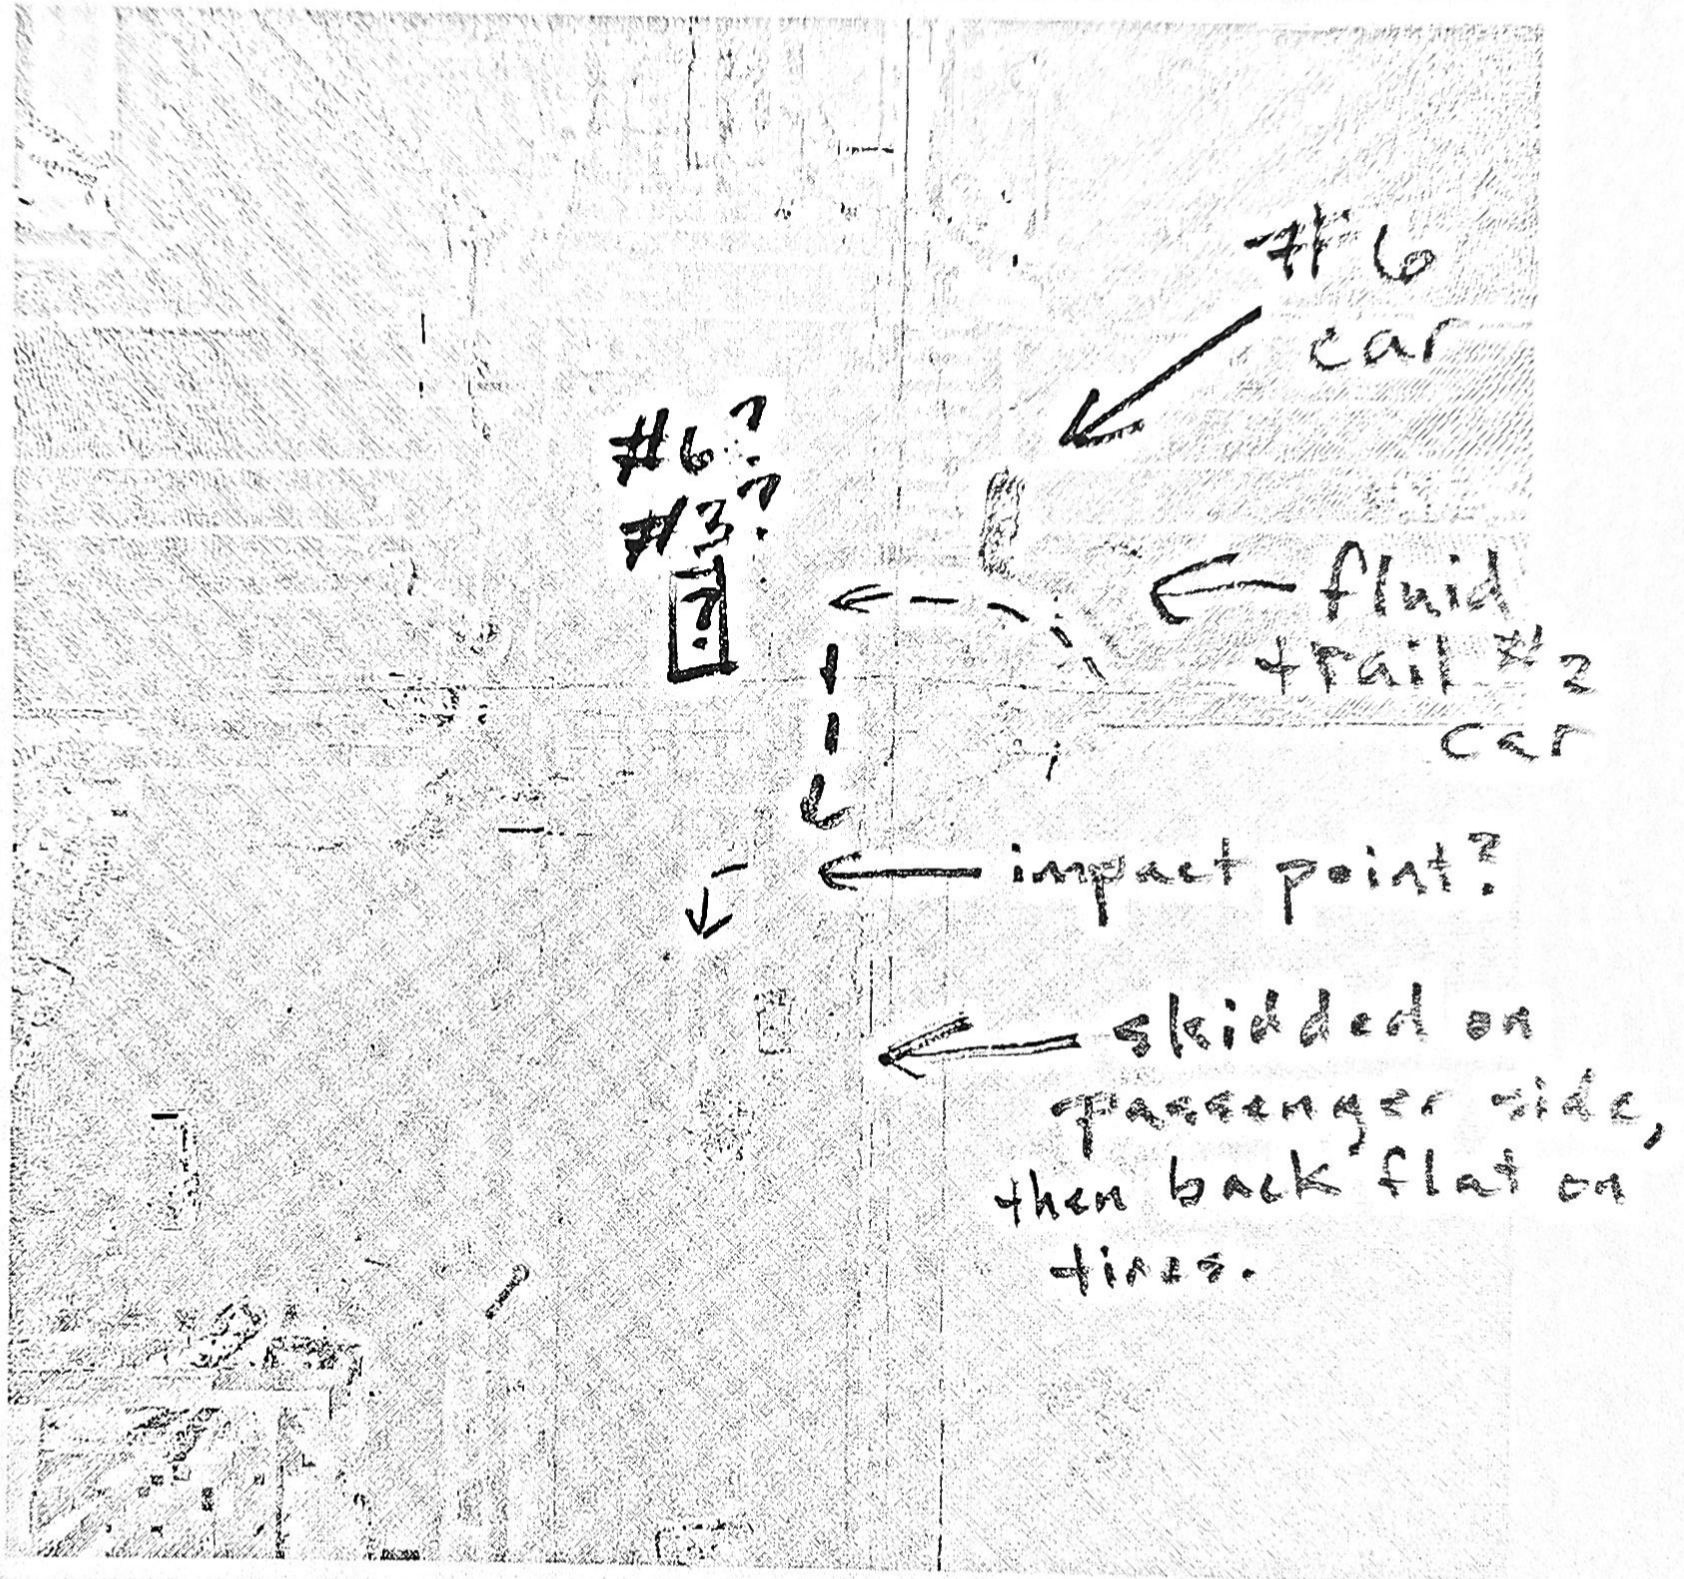 #6
car
#6?
#3?
?
fluid
trail #2
car
impact point?
skidded on
passenger side,
then back flat on
tires.